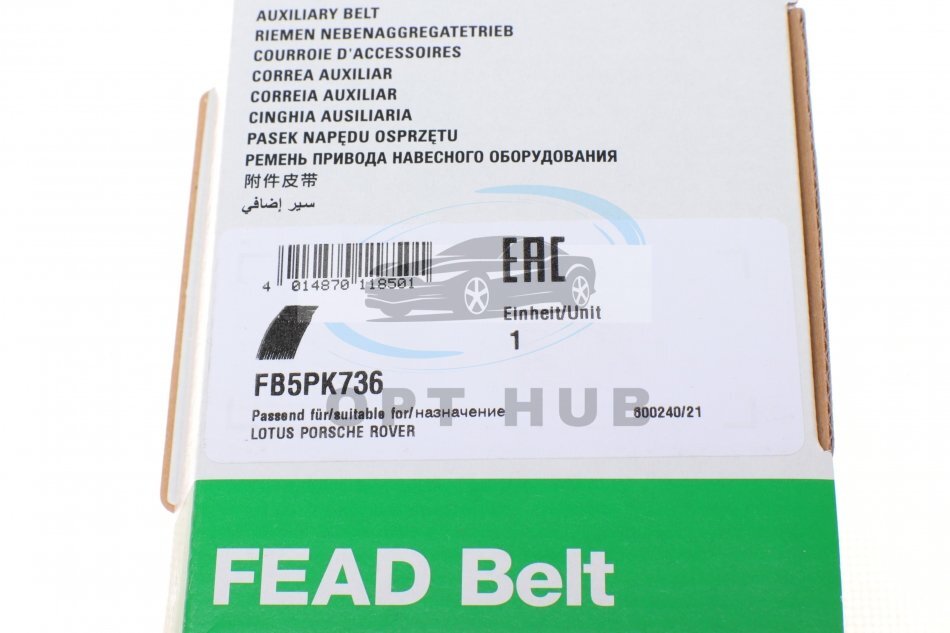 AUXILIARY BELT
RIEMEN NEBENAGGREGATETRIEB
COURROIE D'ACCESSOIRES
CORREA AUXILIAR
CORREIA AUXILIAR
CINGHIA AUSILIARIA
PASEK NAPĘDU OSPRZĘTU
РЕМЕНЬ ПРИВОДА НАВЕСНОГО ОБОРУДОВАНИЯ
附件皮带
سير إضافي
EAC
4 014870 118501
Einheit/Unit
1
FB5PK736
OPT HUB
Passend für/suitable for/назначение 600240/21
LOTUS PORSCHE ROVER
FEAD Belt